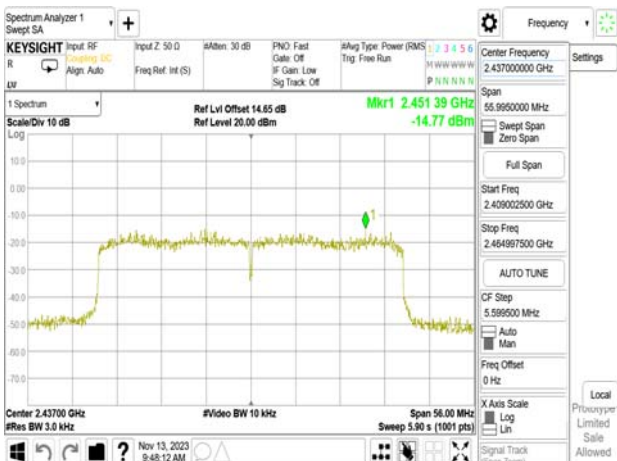 Spectrum Analyzer 1
Swept SA
Frequency
KEYSIGHT
Input: RF
Coupling: DC
Align: Auto
Input Z: 50 Ω
Freq Ref: Int (S)
#Atten: 30 dB
PNO: Fast
Gate: Off
IF Gain: Low
Sig Track: Off
#Avg Type: Power (RMS
Trig: Free Run
1 2 3 4 5 6
M W W W W W
P N N N N N
R
1 Spectrum
Scale/Div 10 dB
Log
Ref Lvl Offset 14.65 dB
Ref Level 20.00 dBm
Mkr1 2.451 39 GHz
-14.77 dBm
10.0
0.00
-10.0
-20.0
-30.0
-40.0
-50.0
-60.0
-70.0
1
Center 2.43700 GHz
#Res BW 3.0 kHz
#Video BW 10 kHz
Span 56.00 MHz
Sweep 5.90 s (1001 pts)
Nov 13, 2023
9:48:12 AM
Center Frequency
2.437000000 GHz
Settings
Span
55.9950000 MHz
Swept Span
Zero Span
Full Span
Start Freq
2.409002500 GHz
Stop Freq
2.464997500 GHz
AUTO TUNE
CF Step
5.599500 MHz
Auto
Man
Freq Offset
0 Hz
X Axis Scale
Log
Lin
Signal Track
Local
Prototype
Limited
Sale
Allowed